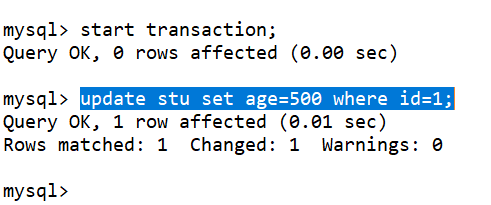 mysql> start transaction;
Query OK, 0 rows affected (0.00 sec)
mysql> update stu set age=500 where id=1;
Query OK, 1 row affected (0.01 sec)
Rows matched: 1  Changed: 1  Warnings: 0
mysql>